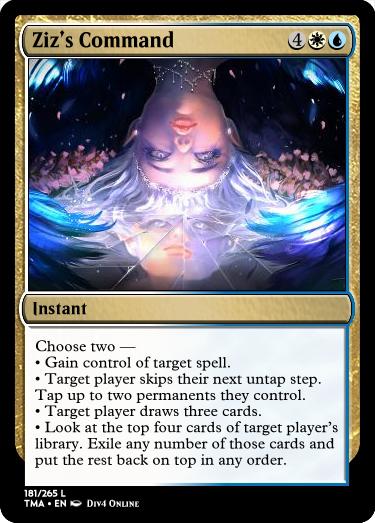 Ziz's Command 4
Instant
Choose two —
• Gain control of target spell.
• Target player skips their next untap step.
Tap up to two permanents they control.
• Target player draws three cards.
• Look at the top four cards of target player's
library. Exile any number of those cards and
put the rest back on top in any order.
181/265 L
TMA • EN Div4 Online